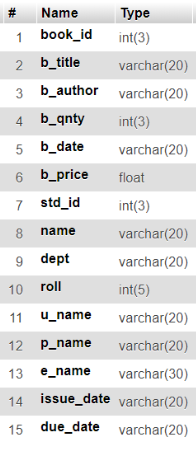 # Name Type
1 book_id int(3)
2 b_title varchar(20)
3 b_author varchar(20)
4 b_qnty int(3)
5 b_date varchar(20)
6 b_price float
7 std_id int(3)
8 name varchar(20)
9 dept varchar(20)
10 roll int(5)
11 u_name varchar(20)
12 p_name varchar(20)
13 e_name varchar(30)
14 issue_date varchar(20)
15 due_date varchar(20)